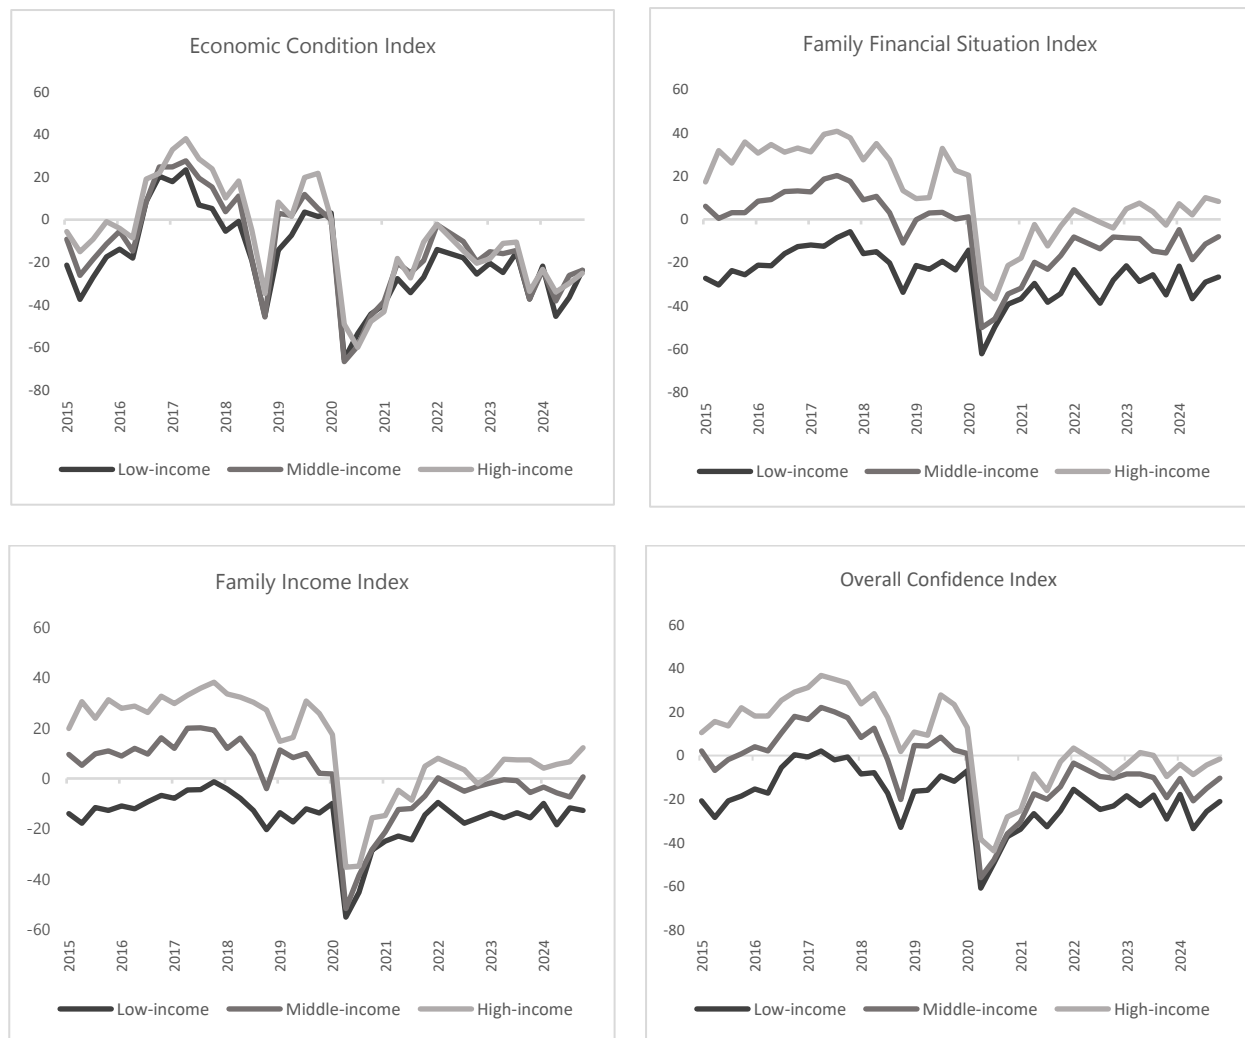 Economic Condition Index
60
40
20
0
-20
-40
-60
-80
2015 2016 2017 2018 2019 2020 2021 2022 2023 2024
Low-income Middle-income High-income
Family Financial Situation Index
60
40
20
0
-20
-40
-60
-80
2015 2016 2017 2018 2019 2020 2021 2022 2023 2024
Low-income Middle-income High-income
Family Income Index
60
40
20
0
-20
-40
-60
2015 2016 2017 2018 2019 2020 2021 2022 2023 2024
Low-income Middle-income High-income
Overall Confidence Index
60
40
20
0
-20
-40
-60
-80
2015 2016 2017 2018 2019 2020 2021 2022 2023 2024
Low-income Middle-income High-income